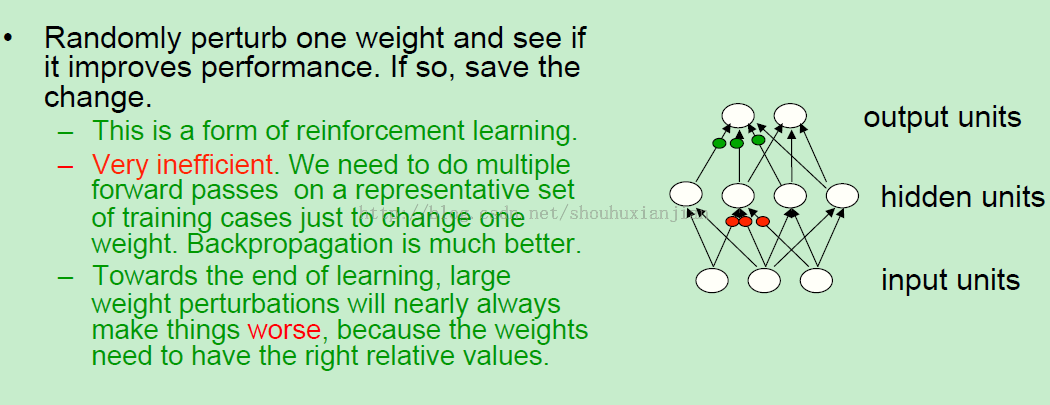 • Randomly perturb one weight and see if
it improves performance. If so, save the
change.
– This is a form of reinforcement learning.
– Very inefficient. We need to do multiple
forward passes on a representative set
of training cases just to change one
weight. Backpropagation is much better.
– Towards the end of learning, large
weight perturbations will nearly always
make things worse, because the weights
need to have the right relative values.
output units
hidden units
input units
http://blog.csdn.net/shouhuxianjian